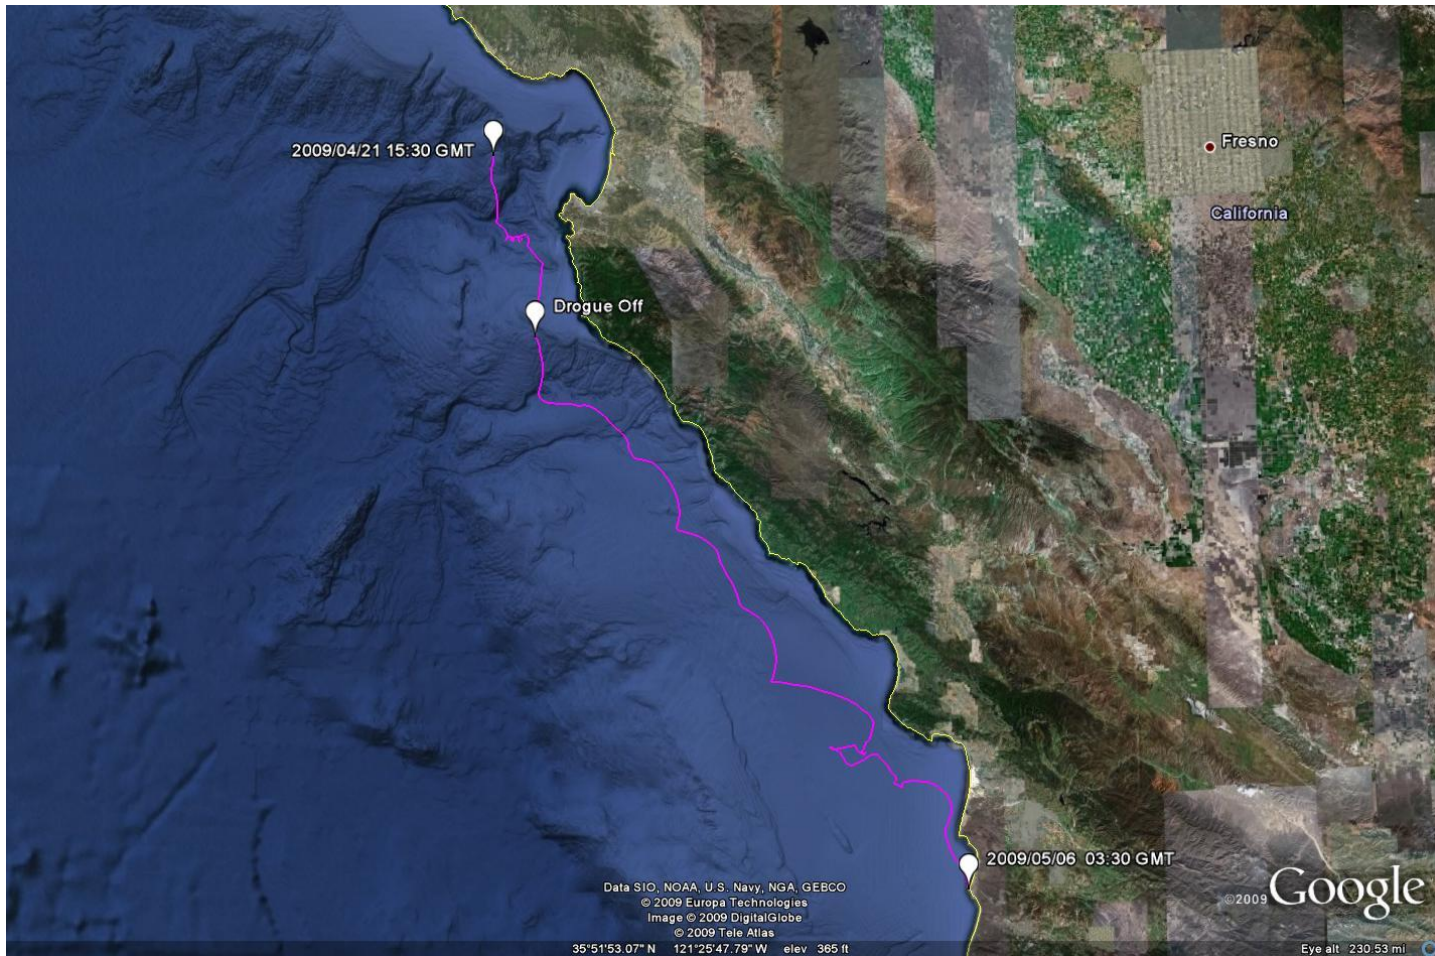 2009/04/21 15:30 GMT
Fresno
California
Drogue Off
2009/05/06 03:30 GMT
Data SIO, NOAA, U.S. Navy, NGA, GEBCO
© 2009 Europa Technologies
Image © 2009 DigitalGlobe
© 2009 Tele Atlas
©2009 Google
35°51'53.07" N 121°25'47.79" W elev 365 ft
Eye alt 230.53 mi